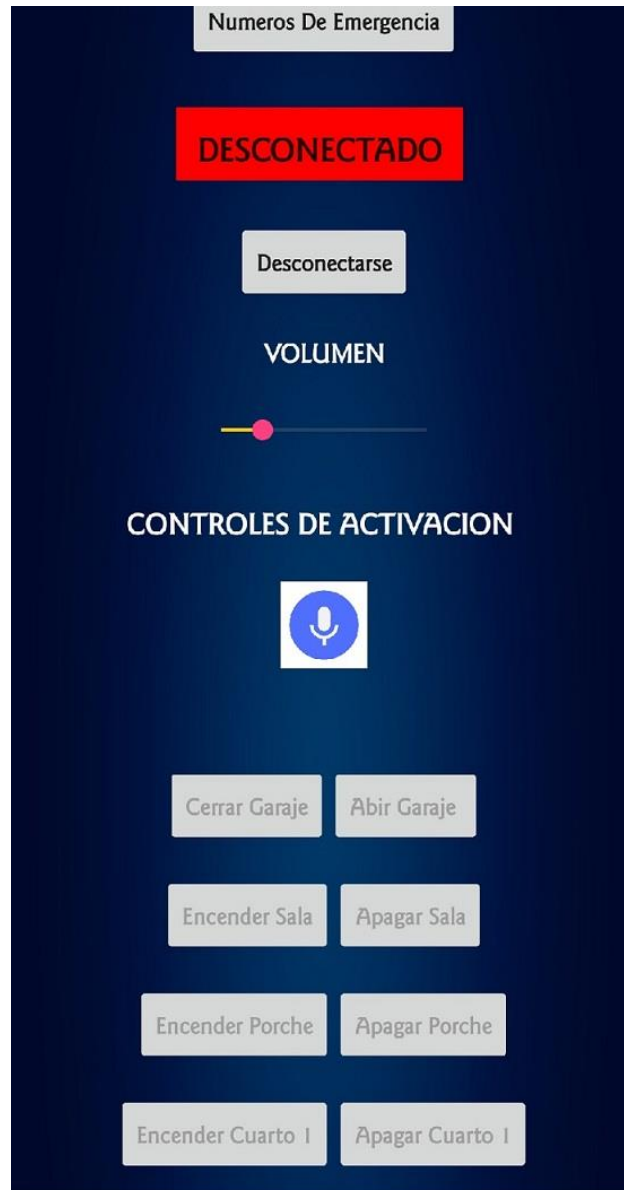 Numeros De Emergencia
DESCONECTADO
Desconectarse
VOLUMEN
CONTROLES DE ACTIVACION
Cerrar Garaje Abir Garaje
Encender Sala Apagar Sala
Encender Porche Apagar Porche
Encender Cuarto 1 Apagar Cuarto 1